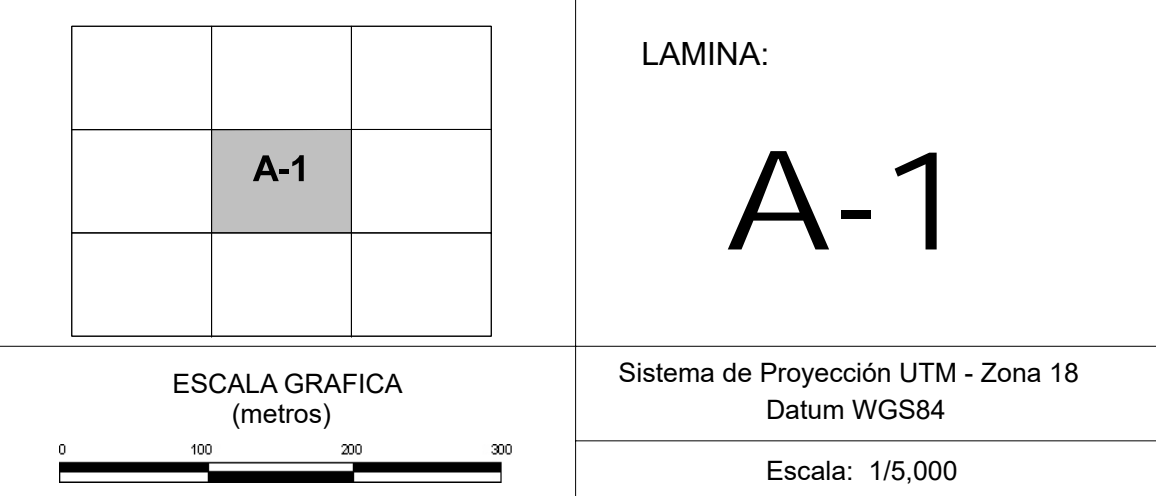 A-1
LAMINA:
A-1
ESCALA GRAFICA
(metros)
0 100 200 300
Sistema de Proyección UTM - Zona 18
Datum WGS84
Escala: 1/5,000